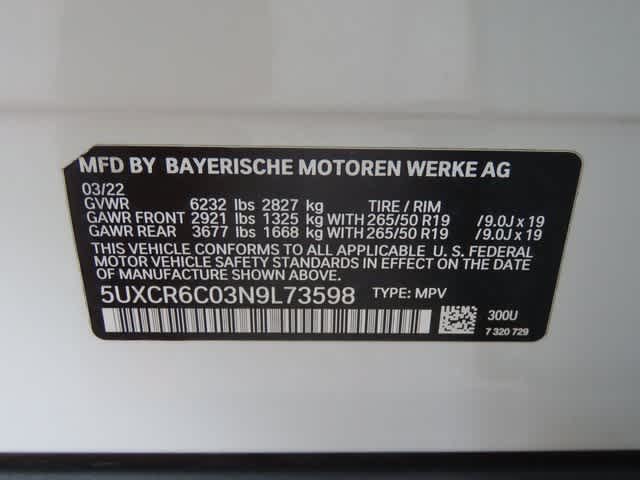 MFD BY BAYERISCHE MOTOREN WERKE AG
03/22
GVWR 6232 lbs 2827 kg TIRE / RIM
GAWR FRONT 2921 lbs 1325 kg WITH 265/50 R19 / 9.0J x 19
GAWR REAR 3677 lbs 1668 kg WITH 265/50 R19 / 9.0J x 19
THIS VEHICLE CONFORMS TO ALL APPLICABLE U. S. FEDERAL
MOTOR VEHICLE SAFETY STANDARDS IN EFFECT ON THE DATE
OF MANUFACTURE SHOWN ABOVE.
5UXCR6C03N9L73598 TYPE: MPV
300U
7 320 729